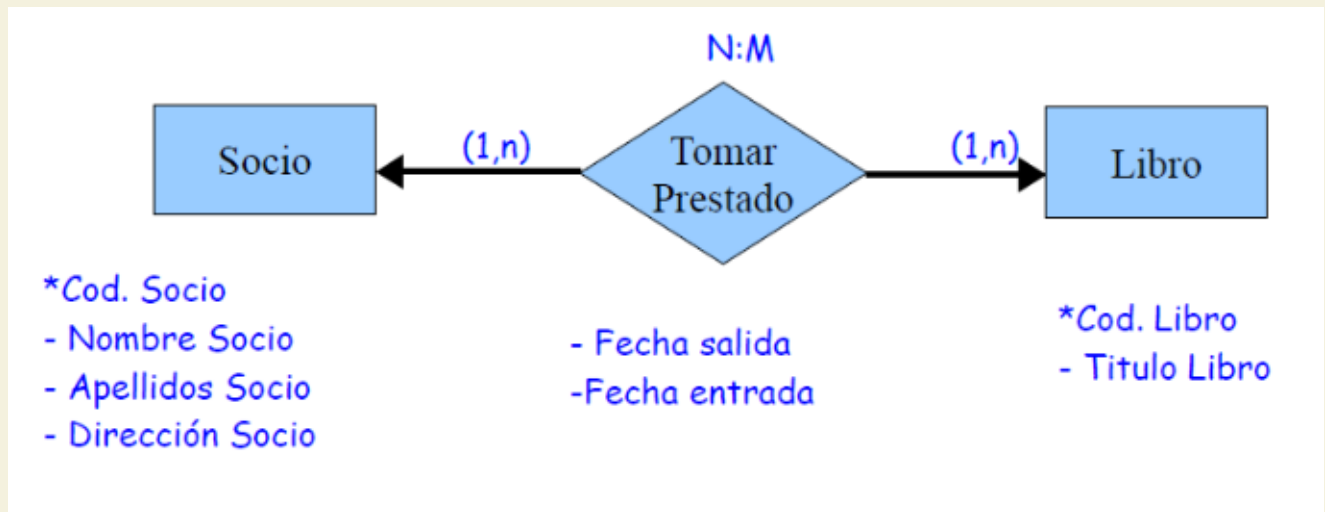 N:M
Socio
(1,n)
Tomar
Prestado
(1,n)
Libro
*Cod. Socio
- Nombre Socio
- Apellidos Socio
- Dirección Socio
- Fecha salida
-Fecha entrada
*Cod. Libro
- Titulo Libro